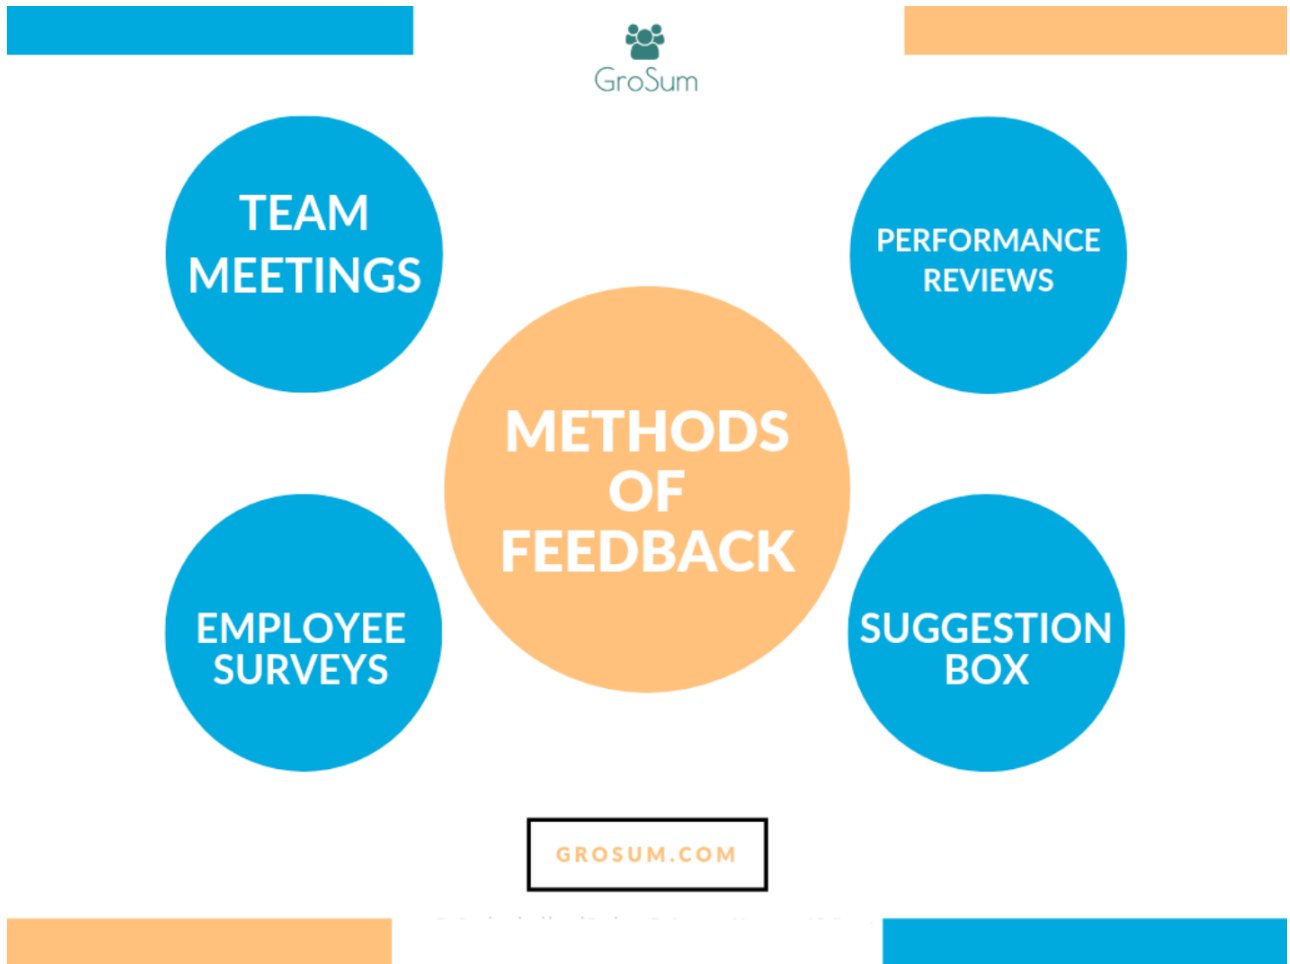 GroSum
TEAM
MEETINGS
PERFORMANCE
REVIEWS
METHODS
OF
FEEDBACK
EMPLOYEE
SURVEYS
SUGGESTION
BOX
GROSUM.COM